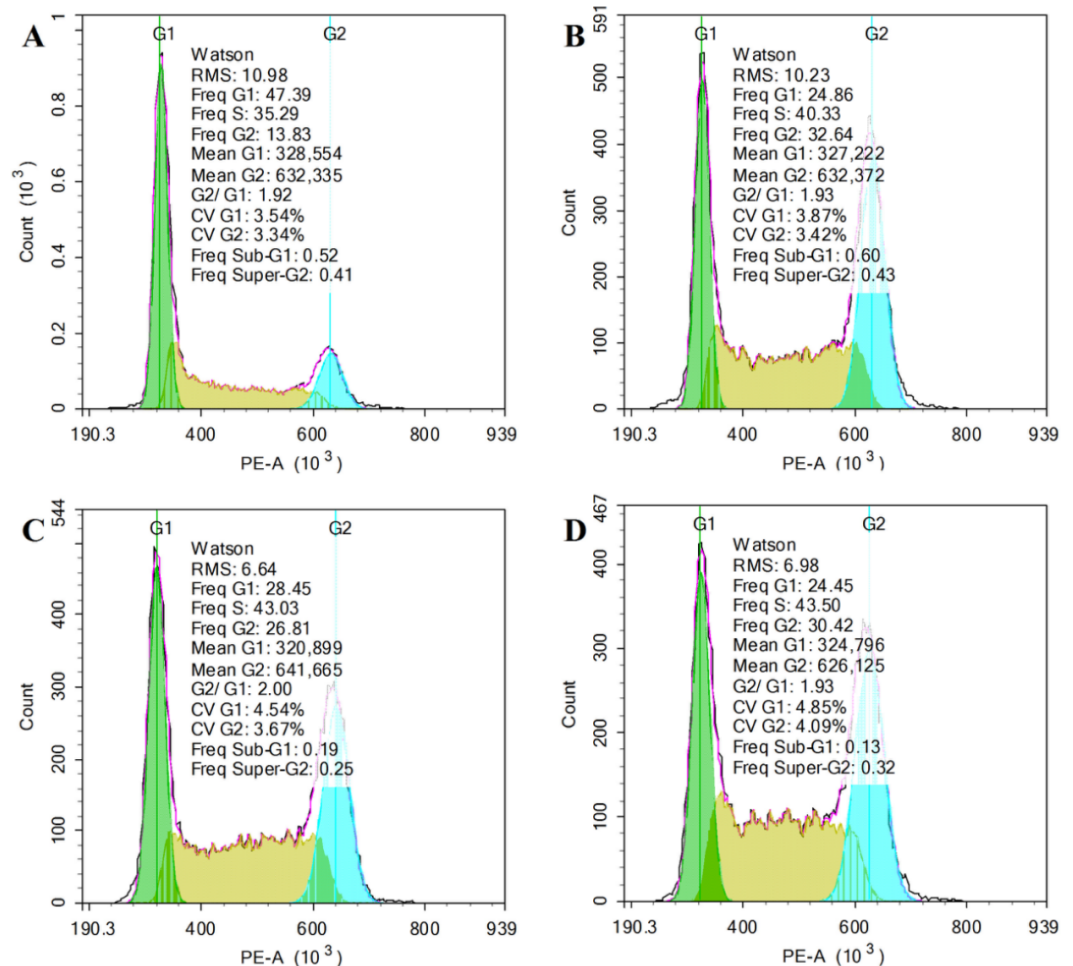 A
G1
G2
Watson
RMS: 10.98
Freq G1: 47.39
Freq S: 35.29
Freq G2: 13.83
Mean G1: 328,554
Mean G2: 632,335
G2/ G1: 1.92
CV G1: 3.54%
CV G2: 3.34%
Freq Sub-G1: 0.52
Freq Super-G2: 0.41
Count (10 3)
1
0.8
0.6
0.4
0.2
0
190.3 400 600 800 939
PE-A (10 3)
B
G1
G2
Watson
RMS: 10.23
Freq G1: 24.86
Freq S: 40.33
Freq G2: 32.64
Mean G1: 327,222
Mean G2: 632,372
G2/ G1: 1.93
CV G1: 3.87%
CV G2: 3.42%
Freq Sub-G1: 0.60
Freq Super-G2: 0.43
Count
591
500
400
300
200
100
0
190.3 400 600 800 939
PE-A (10 3)
C
G1
G2
Watson
RMS: 6.64
Freq G1: 28.45
Freq S: 43.03
Freq G2: 26.81
Mean G1: 320,899
Mean G2: 641,665
G2/ G1: 2.00
CV G1: 4.54%
CV G2: 3.67%
Freq Sub-G1: 0.19
Freq Super-G2: 0.25
Count
544
400
300
200
100
0
190.3 400 600 800 939
PE-A (10 3)
D
G1
G2
Watson
RMS: 6.98
Freq G1: 24.45
Freq S: 43.50
Freq G2: 30.42
Mean G1: 324,796
Mean G2: 626,125
G2/ G1: 1.93
CV G1: 4.85%
CV G2: 4.09%
Freq Sub-G1: 0.13
Freq Super-G2: 0.32
Count
467
400
300
200
100
0
190.3 400 600 800 939
PE-A (10 3)